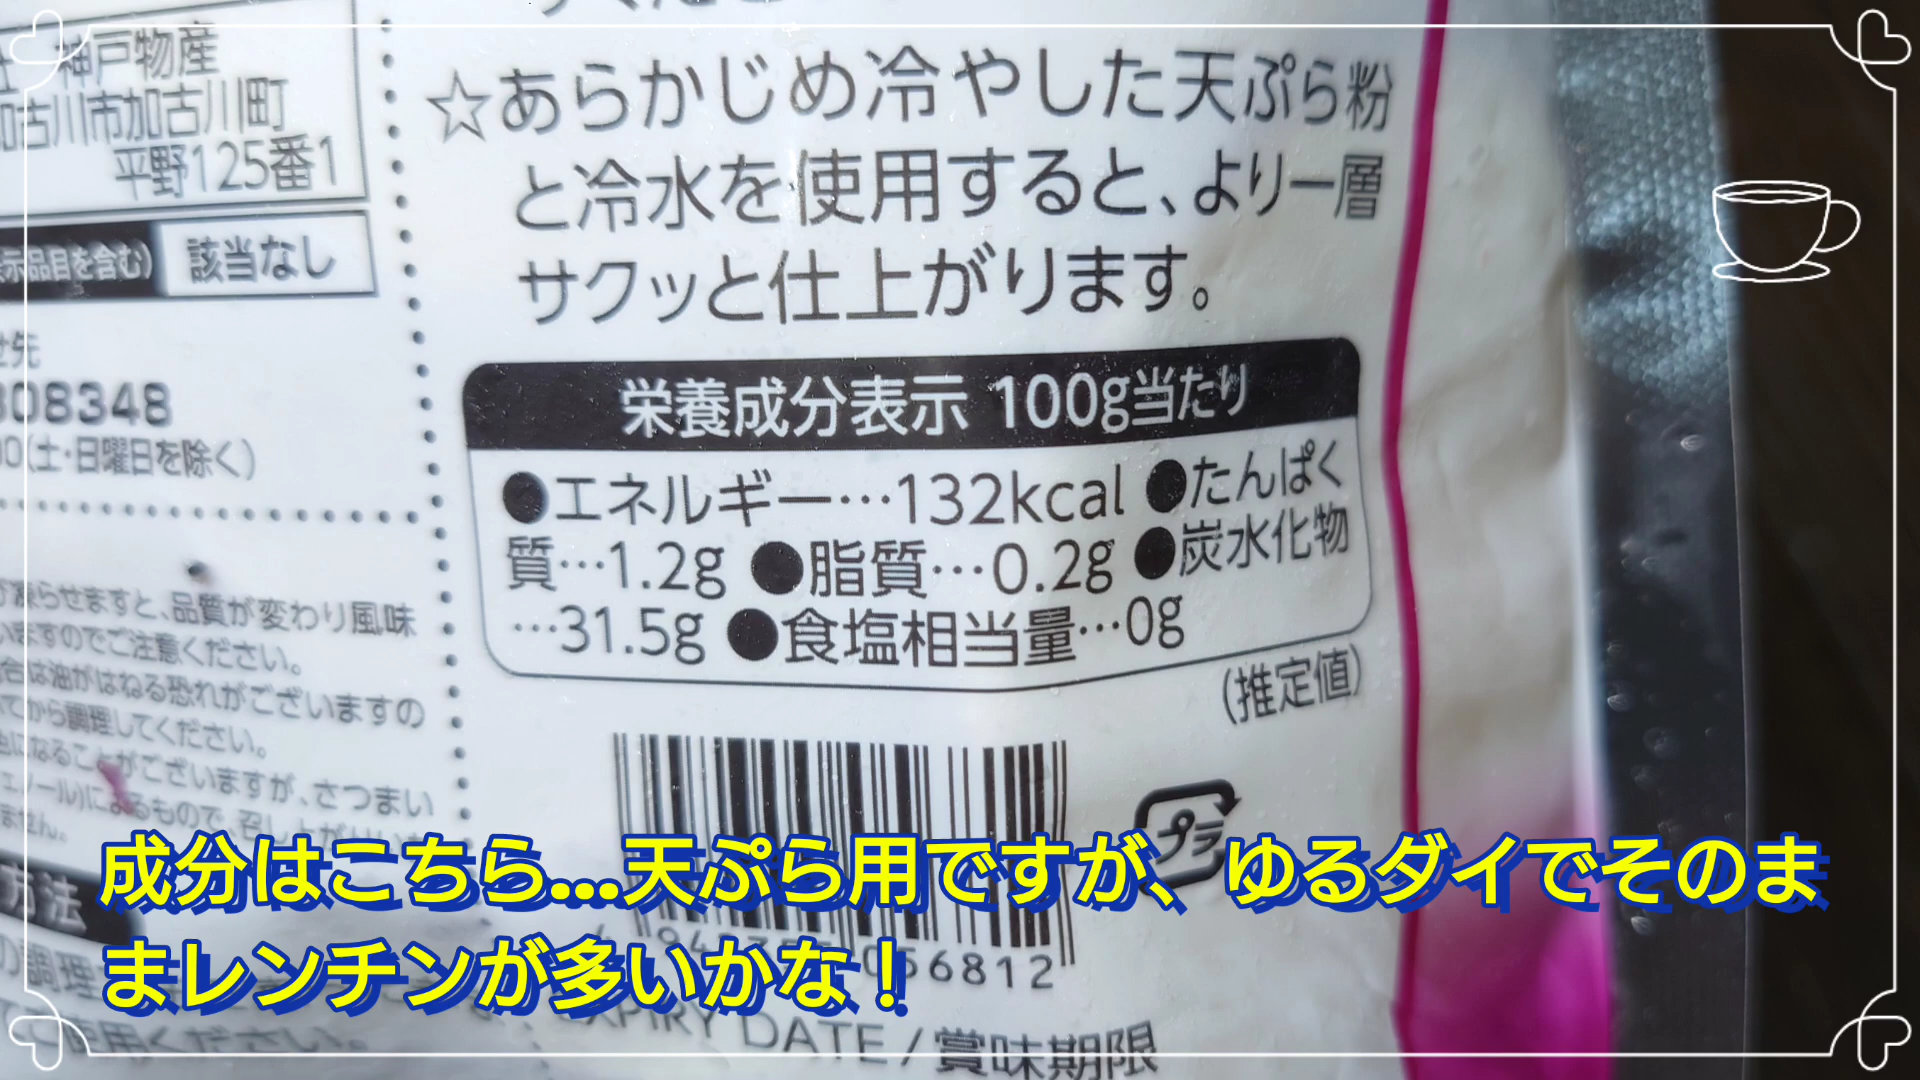 神戸物産
加古川市加古川町
平野125番1
示品目を含む) 該当なし
せ先
308348
(土・日曜日を除く)
☆あらかじめ冷やした天ぷら粉
と冷水を使用すると、より一層
サクッと仕上がります。
栄養成分表示 100g当たり
●エネルギー…132kcal ●たんぱく
質…1.2g ●脂質…0.2g ●炭水化物
…31.5g ●食塩相当量…0g
(推定値)
らせますと、品質が変わり風味
いますのでご注意ください。
合は油がはねる恐れがございますの
てから調理してください。
色になることがございますが、さつまい
ノール)によるもので、召し上がり
ません。
方法
の調理
プラ
56812
EXPIRY DATE / 賞味期限
成分はこちら...天ぷら用ですが、ゆるダイでそのま
まレンチンが多いかな！